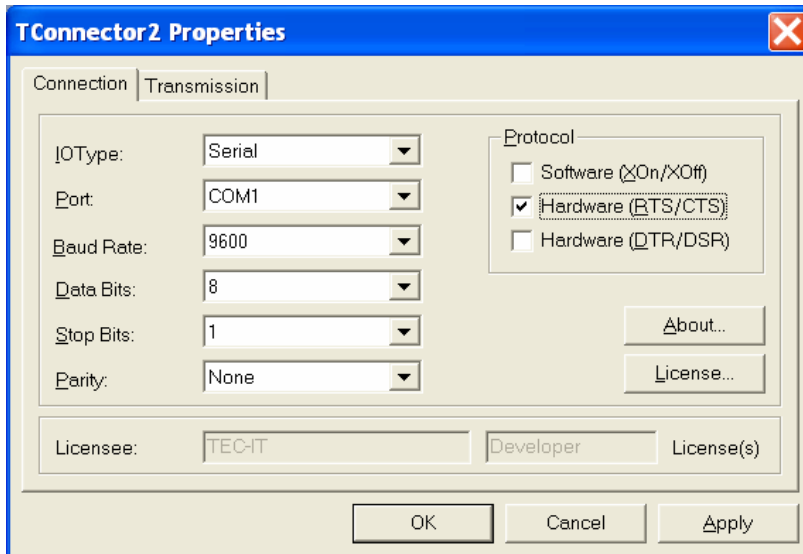 TConnector2 Properties
Connection
Transmission
IOType:
Serial
Port:
COM1
Baud Rate:
9600
Data Bits:
8
Stop Bits:
1
Parity:
None
Protocol
Software (XOn/XOff)
Hardware (RTS/CTS)
Hardware (DTR/DSR)
About...
License...
Licensee:
TEC-IT
Developer
License(s)
OK
Cancel
Apply